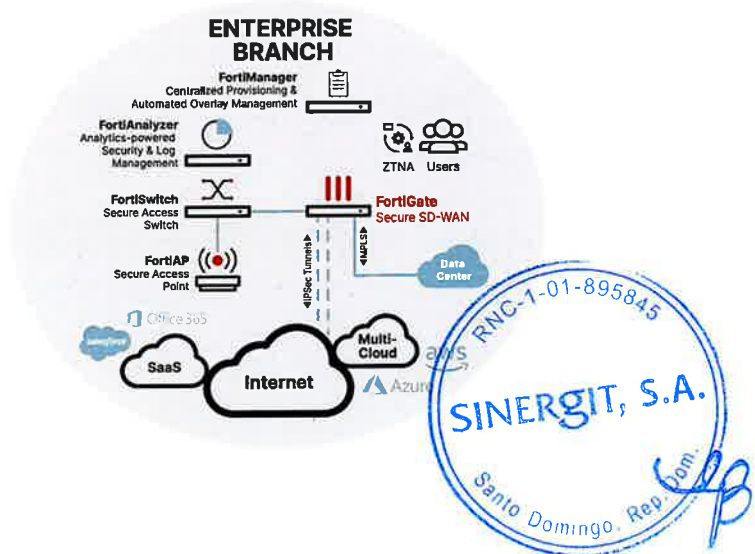 ENTERPRISE
BRANCH
FortiManager
Centralized Provisioning &
Automated Overlay Management
FortiAnalyzer
Analytics-powered
Security & Log
Management
ZTNA Users
FortiSwitch
Secure Access
Switch
FortiGate
Secure SD-WAN
FortiAP
Secure Access
Point
IPSec Tunnels
MPLS
Data
Center
Office 365
salesforce
SaaS
Internet
Multi-
Cloud
aws
Azure
RNC-1-01-895845
SINERgIT, S.A.
Santo Domingo, Rep. Dom.